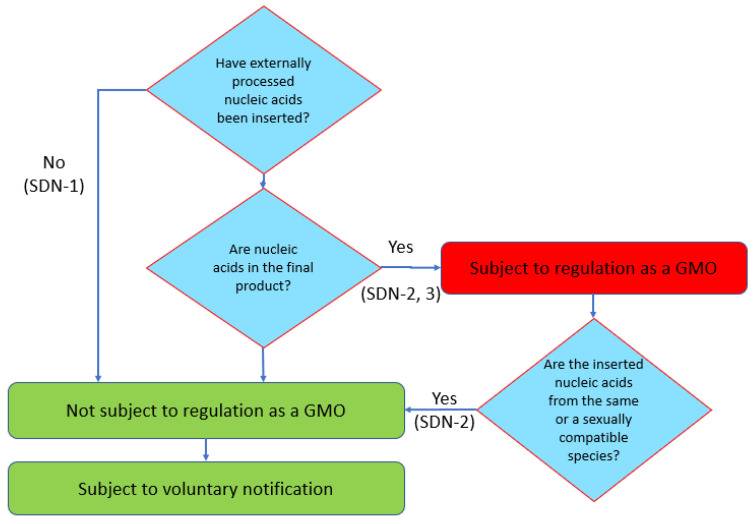 Have externally
processed
nucleic acids
been inserted?
No
(SDN-1)
Are nucleic
acids in the final
product?
Yes
(SDN-2, 3)
Subject to regulation as a GMO
Are the inserted
nucleic acids
from the same
or a sexually
compatible
species?
Yes
(SDN-2)
Not subject to regulation as a GMO
Subject to voluntary notification